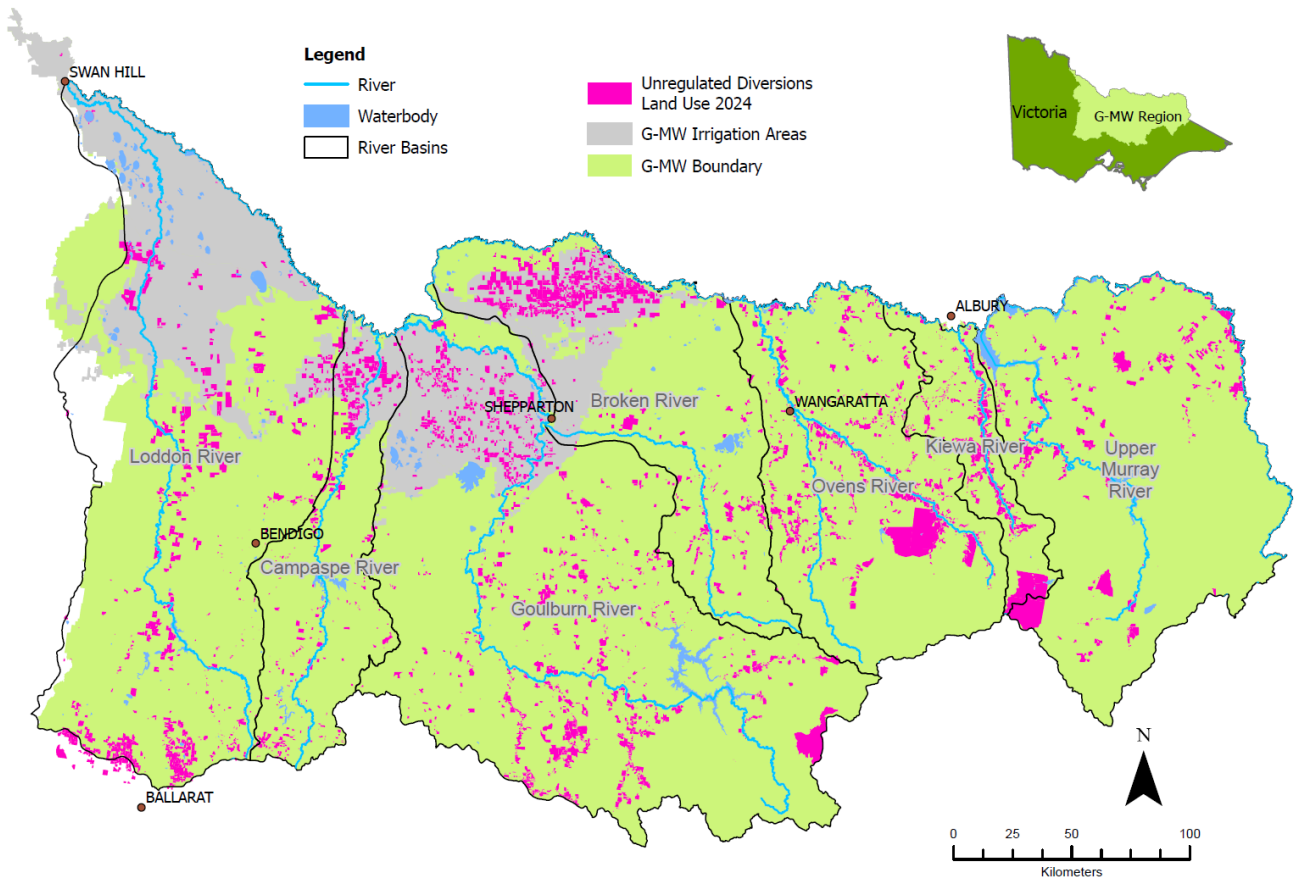 SWAN HILL
Legend
River
Waterbody
River Basins
Unregulated Diversions
Land Use 2024
G-MW Irrigation Areas
G-MW Boundary
Victoria
G-MW Region
ALBURY
SHEPPARTON
Broken River
WANGARATTA
Loddon River
Kiewa River
Upper
Murray
River
Ovens River
BENDIGO
Campaspe River
Goulburn River
BALLARAT
N
0 25 50 100
Kilometers